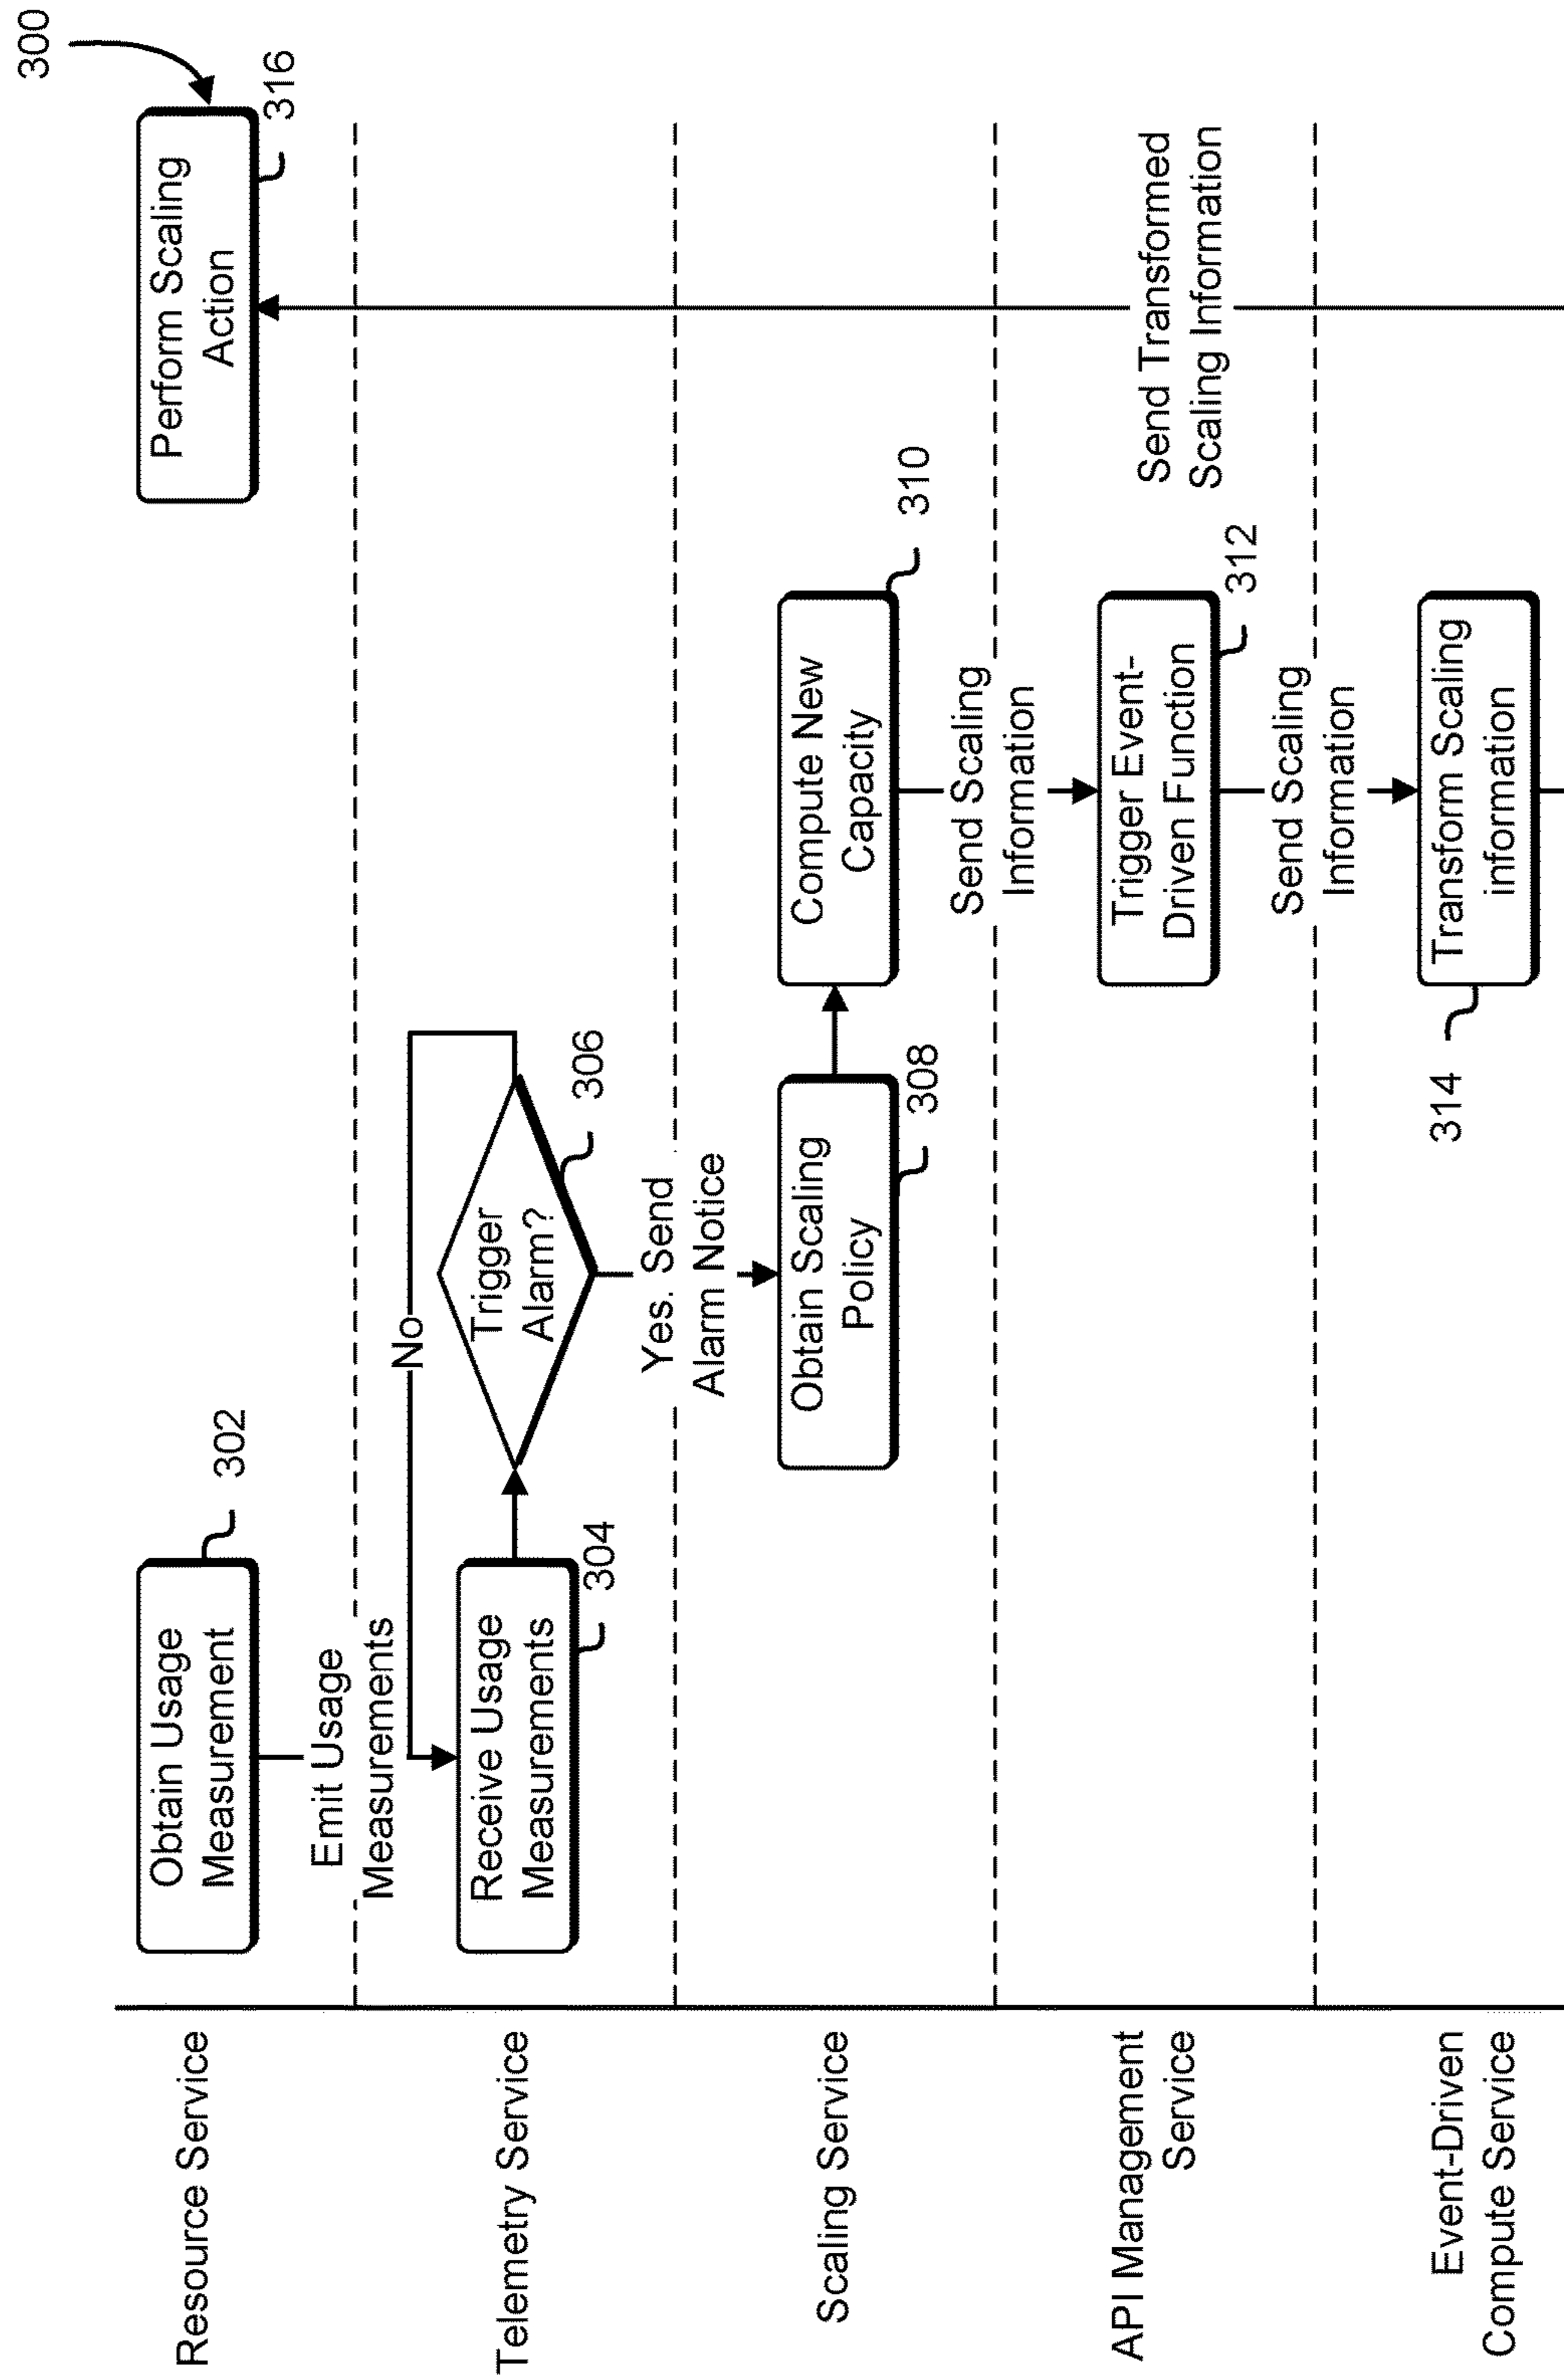 300
Resource Service
Obtain Usage
Measurement
302
Perform Scaling
Action
316
Emit Usage
Measurements
No
Telemetry Service
Receive Usage
Measurements
304
Trigger
Alarm?
306
Yes. Send
Alarm Notice
Scaling Service
Obtain Scaling
Policy
308
Compute New
Capacity
310
Send Scaling
Information
API Management
Service
Trigger Event-
Driven Function
312
Send Transformed
Scaling Information
Send Scaling
Information
Event-Driven
Compute Service
314
Transform Scaling
information